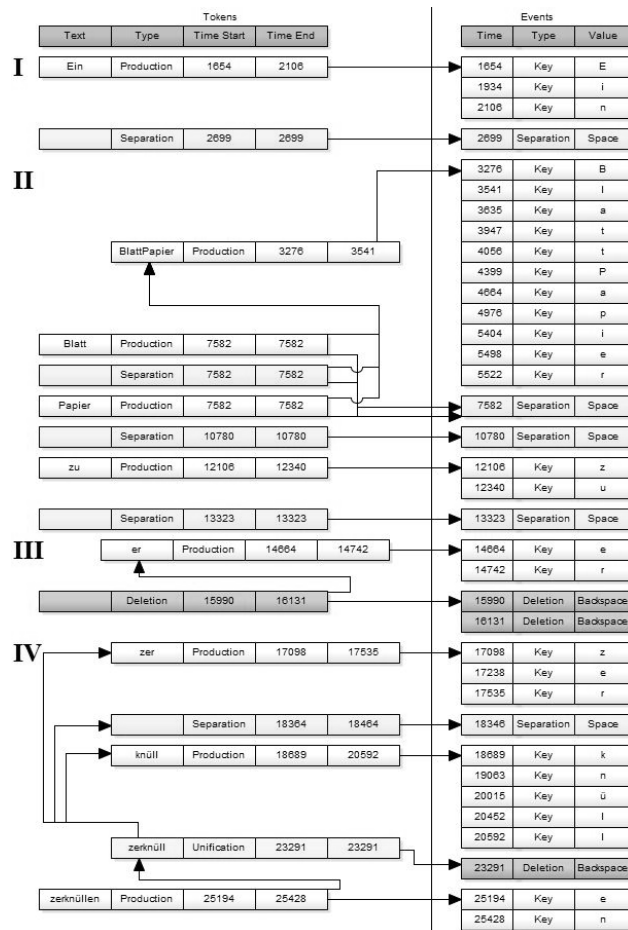 Tokens Events
Text Type Time Start Time End Time Type Value
I Ein Production 1654 2106 1654 Key E
1934 Key i
2106 Key n
Separation 2699 2699 2699 Separation Space
II 3276 Key B
3541 Key l
3635 Key a
BlattPapier Production 3276 3541 3947 Key t
4056 Key t
4399 Key P
4664 Key a
4976 Key p
5404 Key i
Blatt Production 7582 7582 5498 Key e
Separation 7582 7582 5522 Key r
Papier Production 7582 7582 7582 Separation Space
Separation 10780 10780 10780 Separation Space
zu Production 12106 12340 12106 Key z
12340 Key u
Separation 13323 13323 13323 Separation Space
III er Production 14664 14742 14664 Key e
14742 Key r
Deletion 15990 16131 15990 Deletion Backspace
16131 Deletion Backspace
IV zer Production 17098 17535 17098 Key z
17238 Key e
17535 Key r
Separation 18364 18464 18346 Separation Space
knüll Production 18689 20592 18689 Key k
19063 Key n
20015 Key ü
20452 Key l
20592 Key l
zerknüll Unification 23291 23291 23291 Deletion Backspace
zerknüllen Production 25194 25428 25194 Key e
25428 Key n